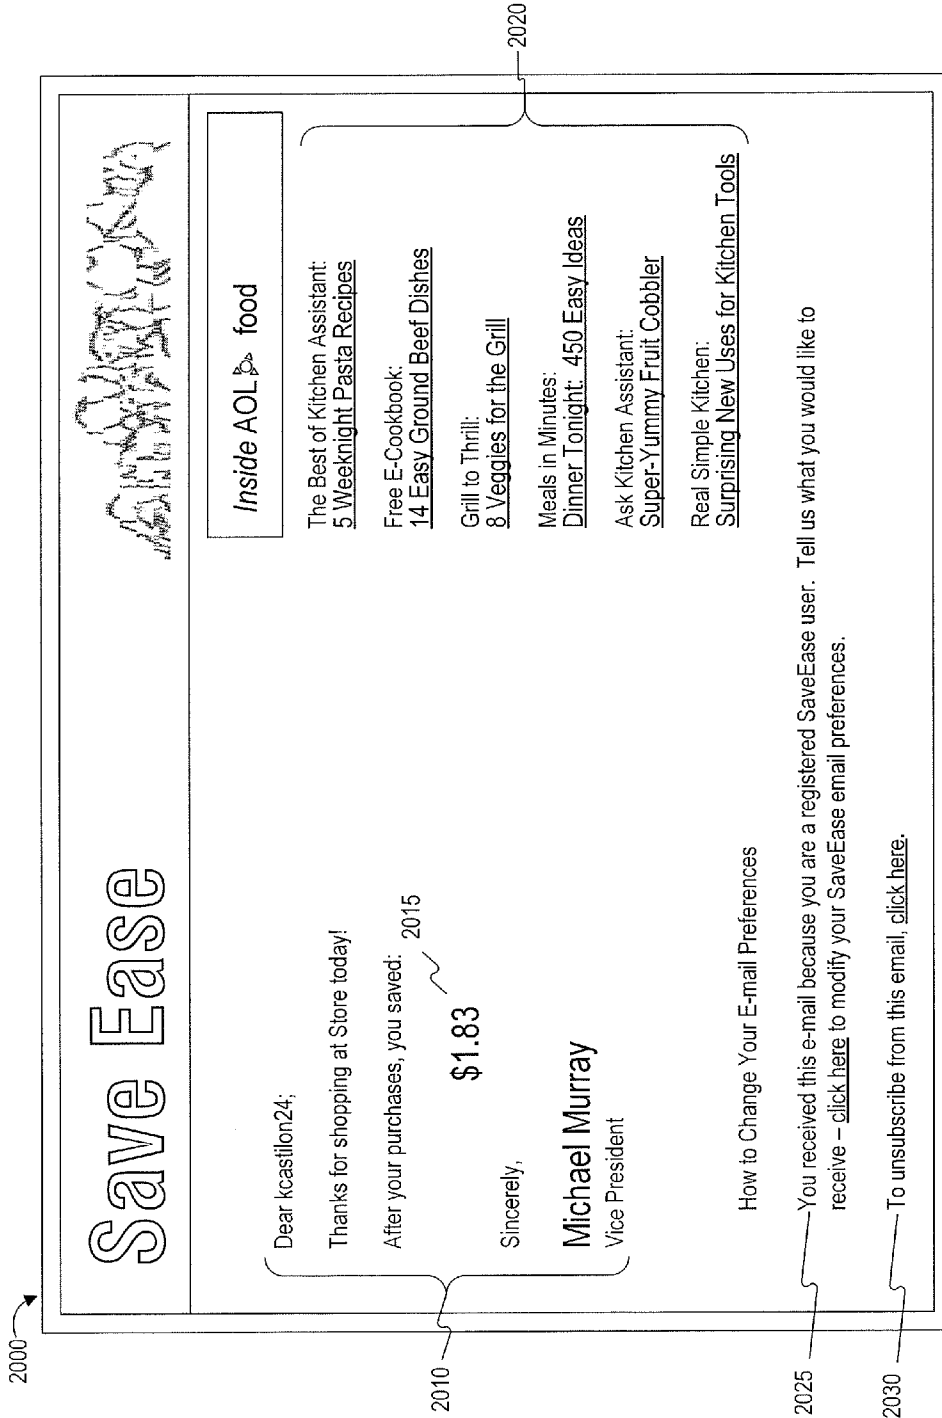 2000
Save Ease
2010
Dear kcastilon24;
Thanks for shopping at Store today!
After your purchases, you saved:
2015
$1.83
Sincerely,
Michael Murray
Vice President
Inside AOL food
The Best of Kitchen Assistant:
5 Weeknight Pasta Recipes
Free E-Cookbook:
14 Easy Ground Beef Dishes
Grill to Thrill:
8 Veggies for the Grill
Meals in Minutes:
Dinner Tonight: 450 Easy Ideas
Ask Kitchen Assistant:
Super-Yummy Fruit Cobbler
Real Simple Kitchen:
Surprising New Uses for Kitchen Tools
2020
How to Change Your E-mail Preferences
2025
You received this e-mail because you are a registered SaveEase user. Tell us what you would like to
receive – click here to modify your SaveEase email preferences.
2030
To unsubscribe from this email, click here.